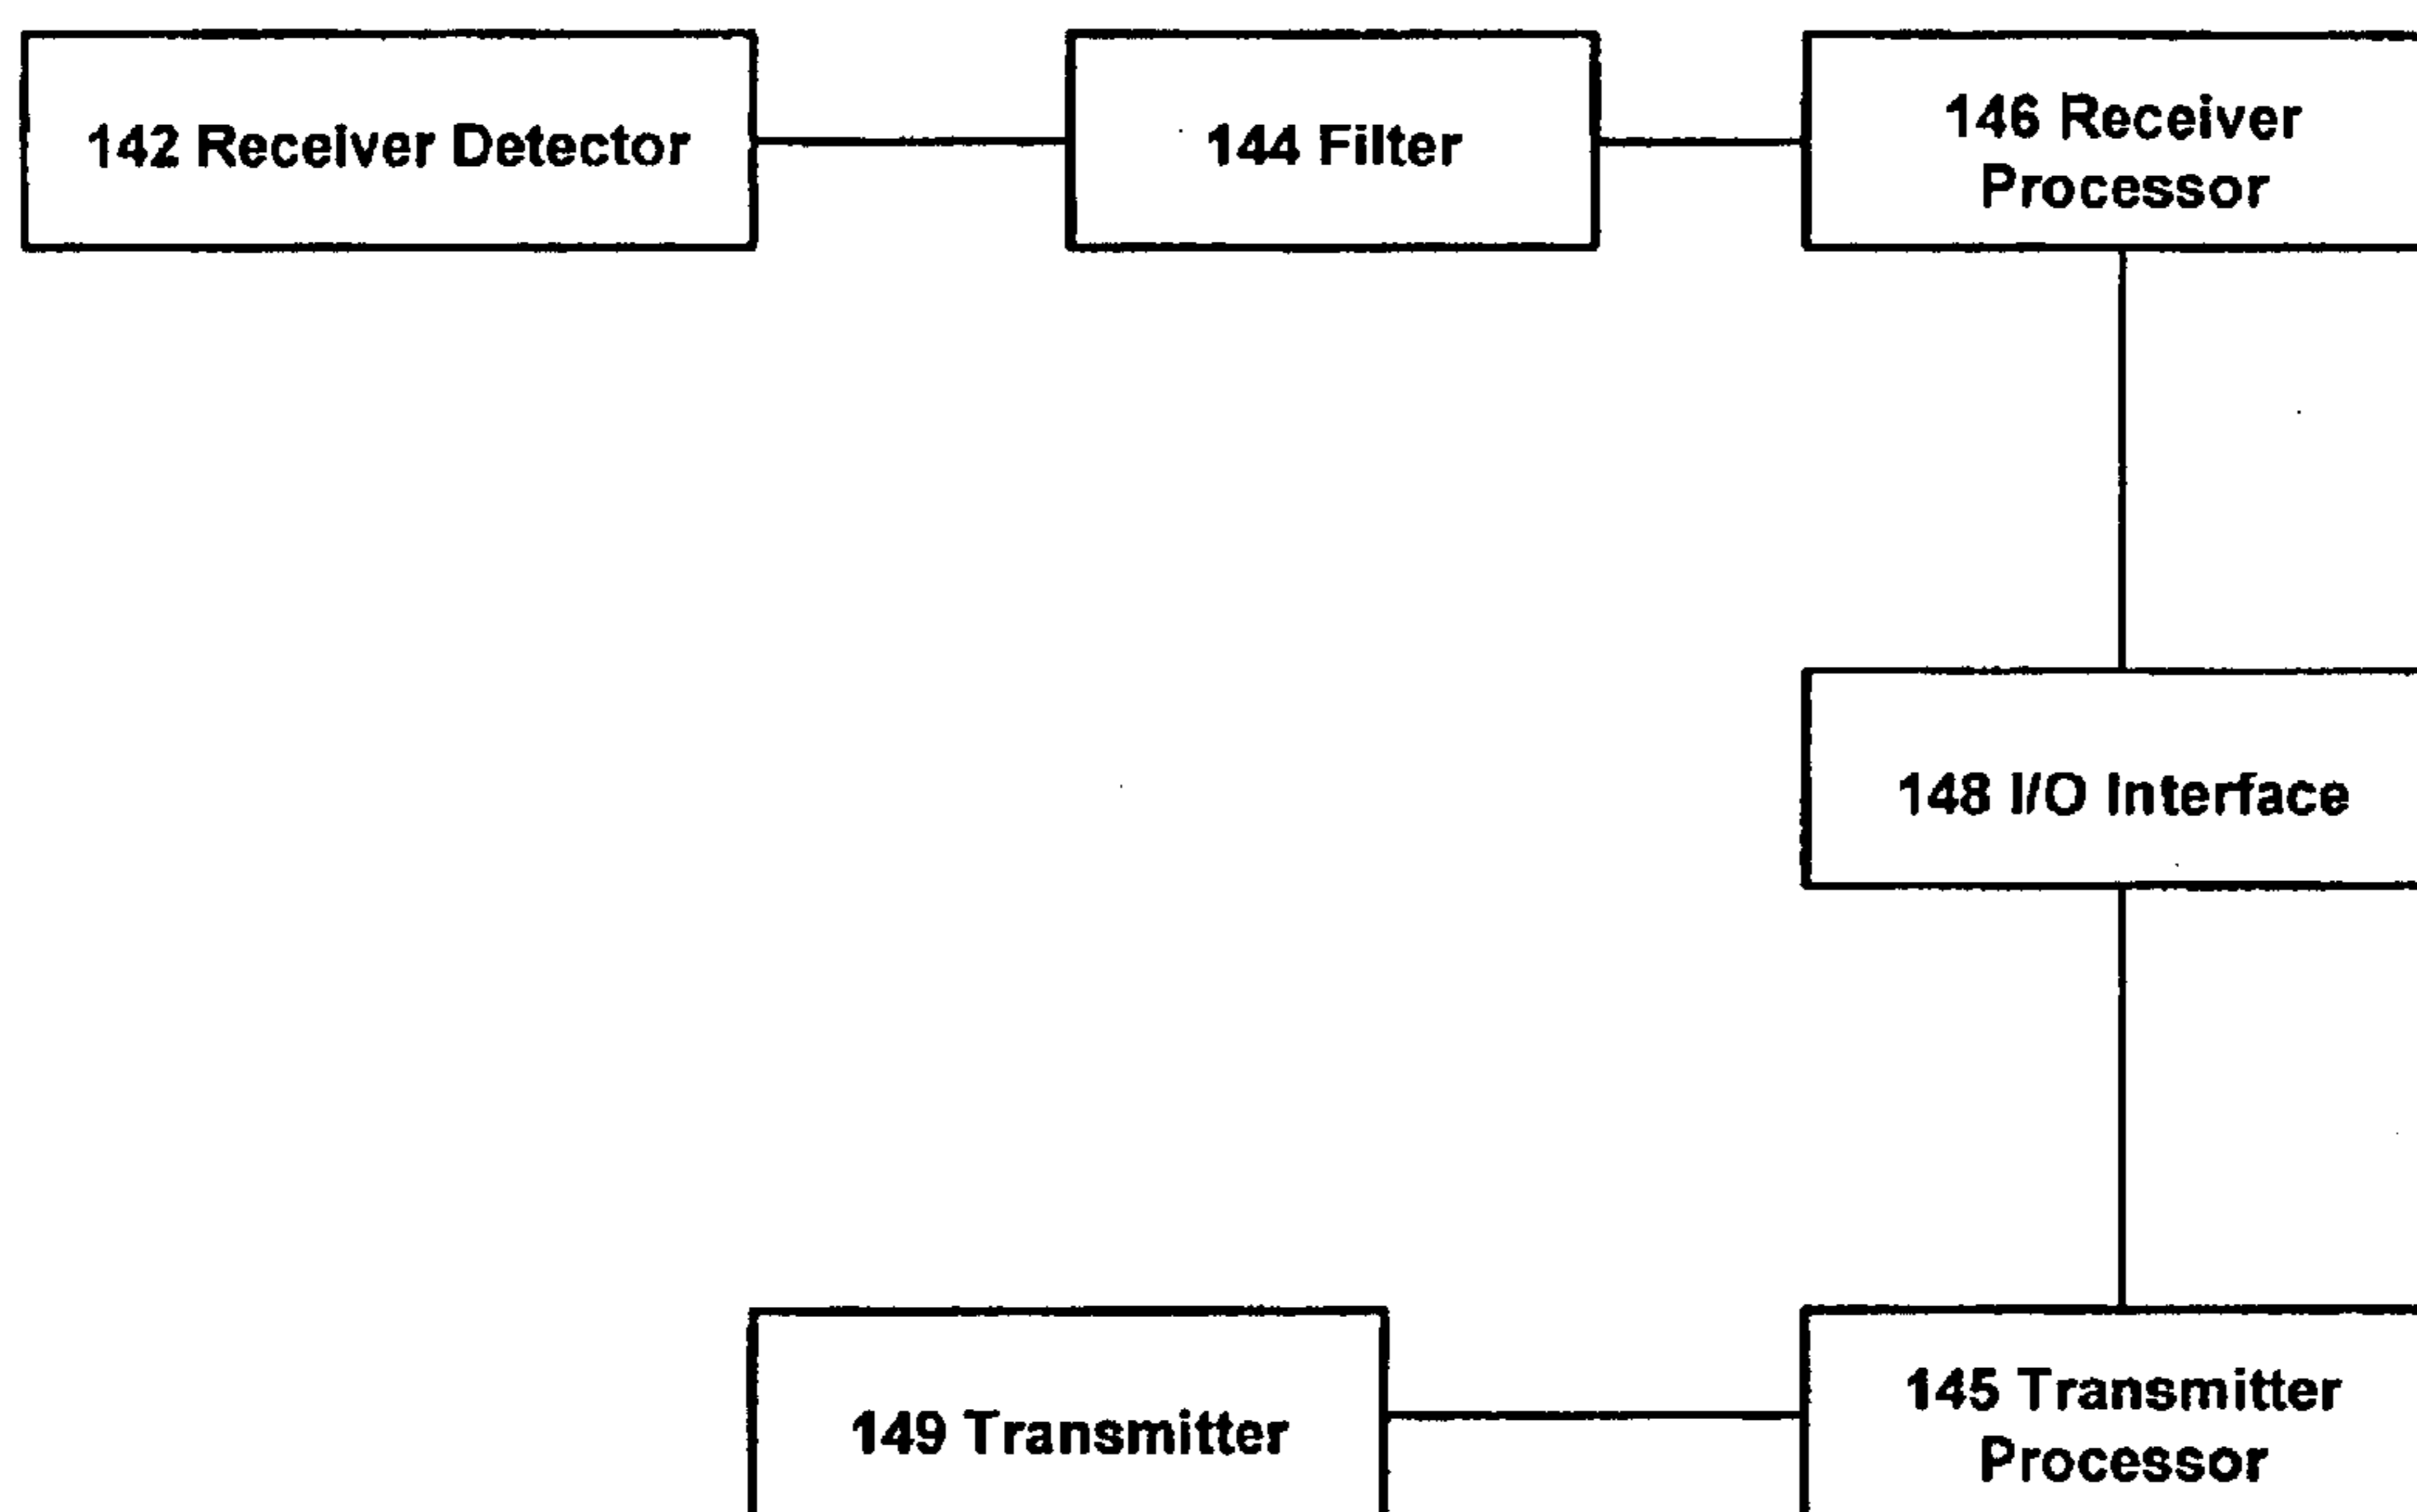 142 Receiver Detector
144 Filter
146 Receiver
Processor
148 I/O Interface
149 Transmitter
145 Transmitter
Processor